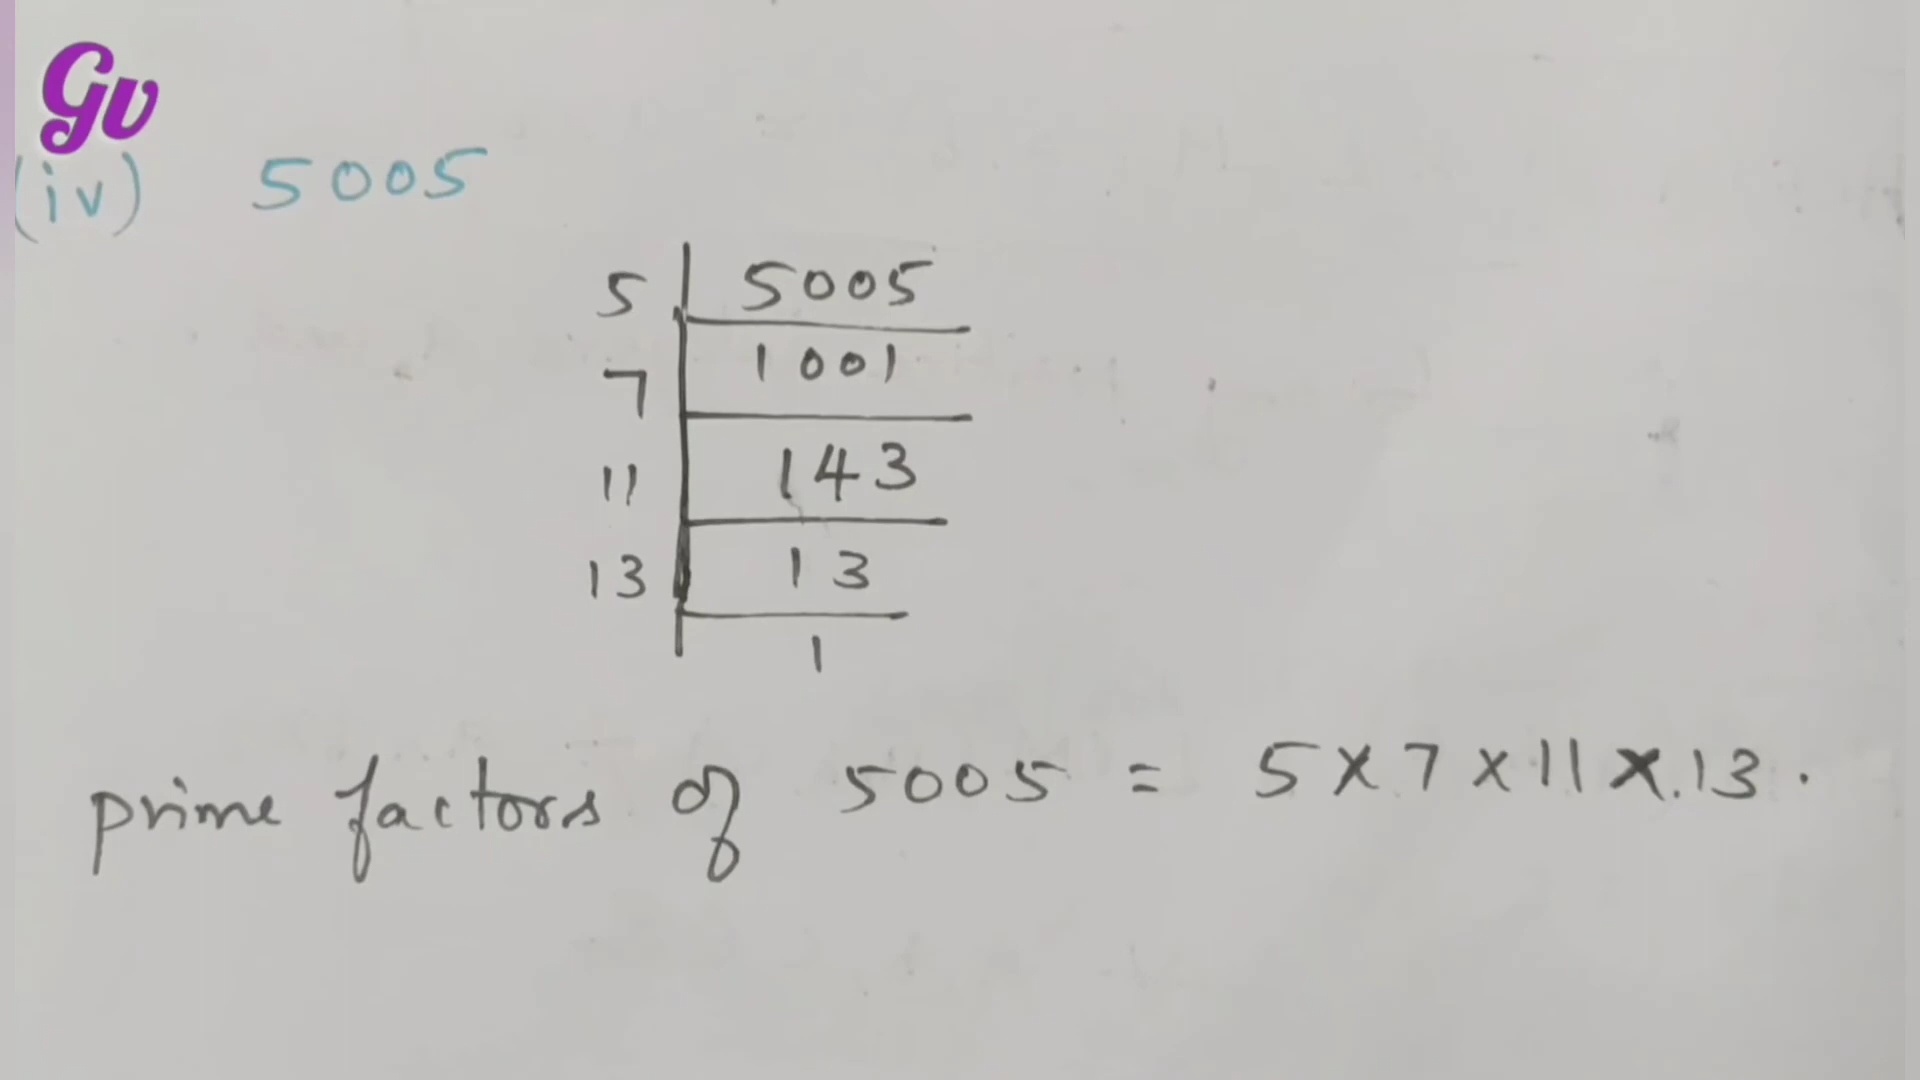 Gv
(iv) 5005
5 | 5005
7 | 1001
11 | 143
13 | 13
1
prime factors of 5005 = 5 x 7 x 11 x 13.